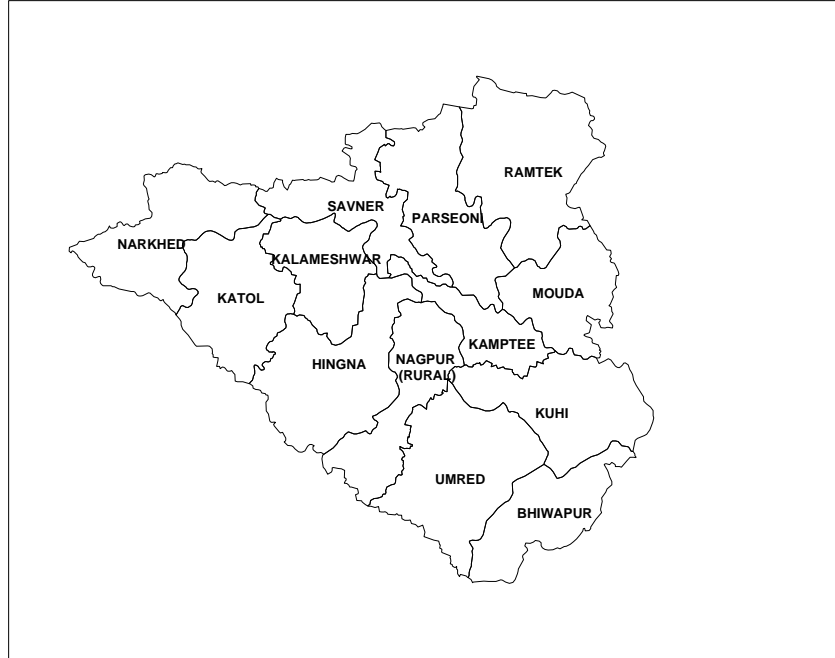 RAMTEK
SAVNER
PARSEONI
NARKHED
KALAMESHWAR
KATOL
MOUDA
KAMPTEE
HINGNA
NAGPUR
(RURAL)
KUHI
UMRED
BHIWAPUR